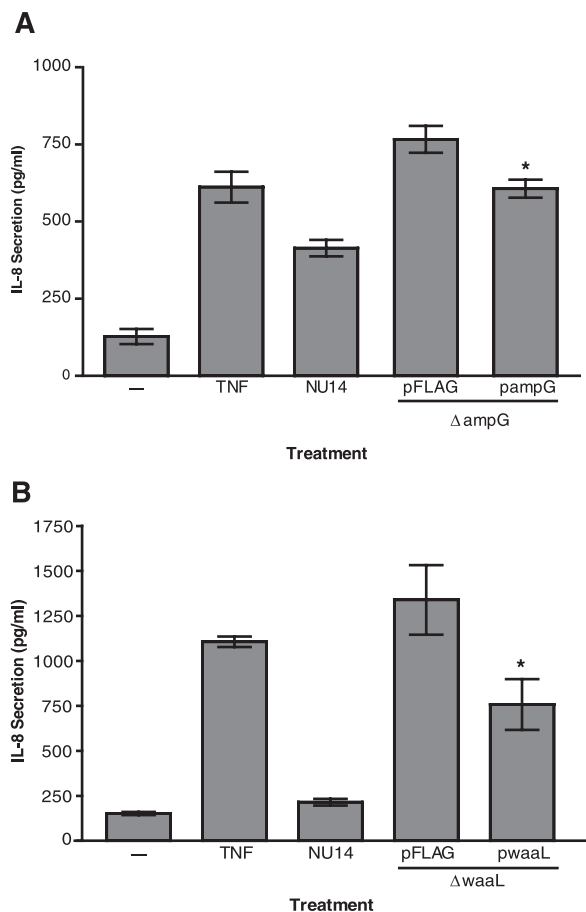 A
IL-8 Secretion (pg/ml)
1000
750
500
250
0
*
— TNF NU14 pFLAG pampG
ΔampG
Treatment
B
IL-8 Secretion (pg/ml)
1750
1500
1250
1000
750
500
250
0
*
— TNF NU14 pFLAG pwaaL
ΔwaaL
Treatment